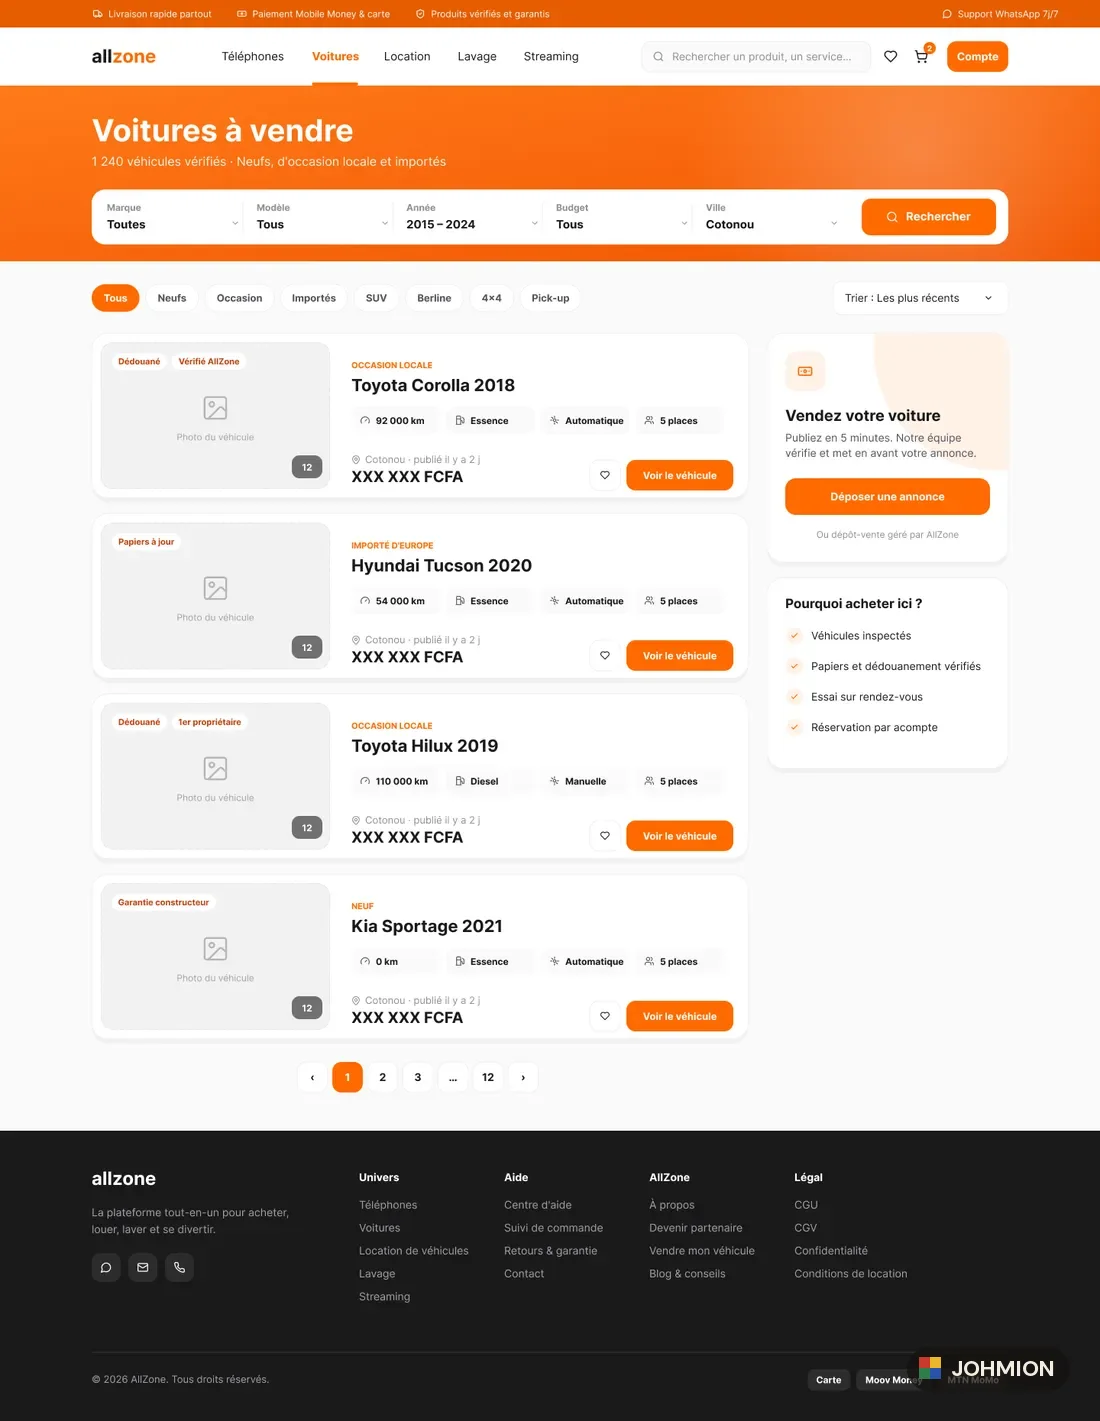 Livraison rapide partout
Paiement Mobile Money & carte
Produits vérifiés et garantis
Support WhatsApp 7j/7
allzone
Téléphones
Voitures
Location
Lavage
Streaming
Rechercher un produit, un service...
2
Compte
Voitures à vendre
1 240 véhicules vérifiés · Neufs, d'occasion locale et importés
Marque
Toutes
Modèle
Tous
Année
2015 – 2024
Budget
Tous
Ville
Cotonou
Rechercher
Tous
Neufs
Occasion
Importés
SUV
Berline
4×4
Pick-up
Trier : Les plus récents
Dédouané
Vérifié AllZone
Photo du véhicule
12
OCCASION LOCALE
Toyota Corolla 2018
92 000 km
Essence
Automatique
5 places
Cotonou · publié il y a 2 j
XXX XXX FCFA
Voir le véhicule
Papiers à jour
Photo du véhicule
12
IMPORTÉ D'EUROPE
Hyundai Tucson 2020
54 000 km
Essence
Automatique
5 places
Cotonou · publié il y a 2 j
XXX XXX FCFA
Voir le véhicule
Dédouané
1er propriétaire
Photo du véhicule
12
OCCASION LOCALE
Toyota Hilux 2019
110 000 km
Diesel
Manuelle
5 places
Cotonou · publié il y a 2 j
XXX XXX FCFA
Voir le véhicule
Garantie constructeur
Photo du véhicule
12
NEUF
Kia Sportage 2021
0 km
Essence
Automatique
5 places
Cotonou · publié il y a 2 j
XXX XXX FCFA
Voir le véhicule
‹
1
2
3
...
12
›
Vendez votre voiture
Publiez en 5 minutes. Notre équipe
vérifie et met en avant votre annonce.
Déposer une annonce
Ou dépôt-vente géré par AllZone
Pourquoi acheter ici ?
Véhicules inspectés
Papiers et dédouanement vérifiés
Essai sur rendez-vous
Réservation par acompte
allzone
La plateforme tout-en-un pour acheter,
louer, laver et se divertir.
Univers
Téléphones
Voitures
Location de véhicules
Lavage
Streaming
Aide
Centre d'aide
Suivi de commande
Retours & garantie
Contact
AllZone
À propos
Devenir partenaire
Vendre mon véhicule
Blog & conseils
Légal
CGU
CGV
Confidentialité
Conditions de location
© 2026 AllZone. Tous droits réservés.
Carte
Moov Money
MTN MoMo
JOHMION